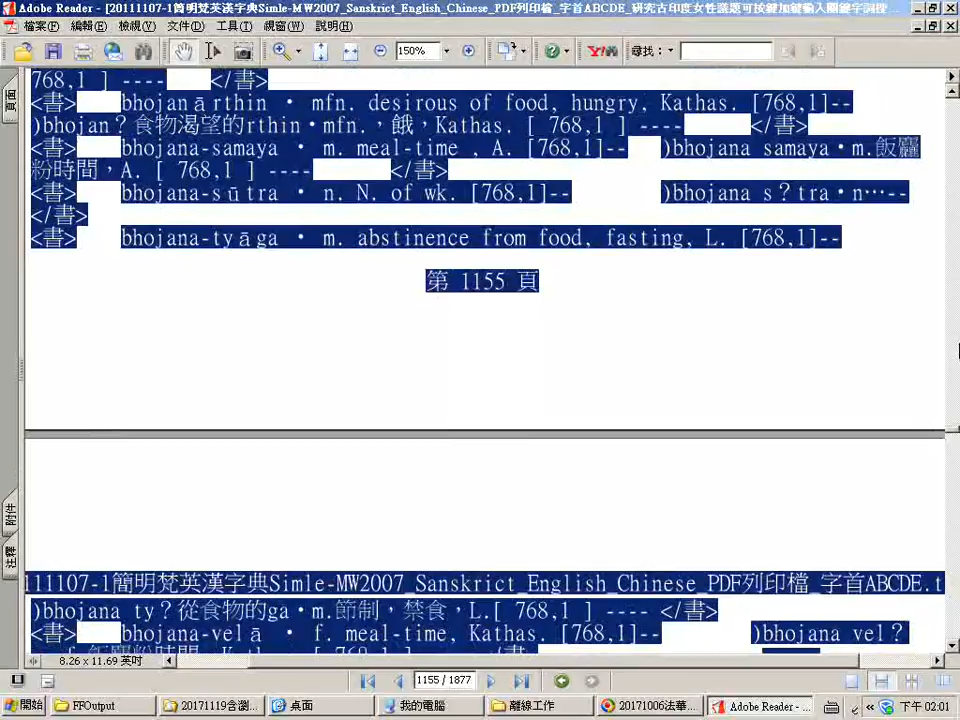 Adobe Reader - [20111107-1簡明梵英漢字典Simle-MW2007_Sanskrict_English_Chinese_PDF列印檔_字首ABCDE_研究古印度女性議題可按鍵加鍵輸入關鍵字詞搜
檔案(F) 編輯(E) 檢視(V) 文件(D) 工具(T) 視窗(W) 說明(H)
150% 尋找：
頁面
768,1 ] ---- </書>
<書> bhojanārthin ‧ mfn. desirous of food, hungry. Kathas. [768,1]--
)bhojan？食物渴望的rthin‧mfn.，餓，Kathas. [ 768,1 ] ---- </書>
<書> bhojana-samaya ‧ m. meal-time , A. [768,1]-- )bhojana samaya‧m.飯麤
粉時間，A. [ 768,1 ] ---- </書>
<書> bhojana-sūtra ‧ n. N. of wk. [768,1]-- )bhojana s？tra‧n…--
</書>
<書> bhojana-tyāga ‧ m. abstinence from food, fasting, L. [768,1]--
第 1155 頁
附件
注釋
111107-1簡明梵英漢字典Simle-MW2007_Sanskrict_English_Chinese_PDF列印檔_字首ABCDE.t
)bhojana ty？從食物的ga‧m.節制，禁食，L.[ 768,1 ] ---- </書>
<書> bhojana-velā ‧ f. meal-time, Kathas. [768,1]-- )bhojana vel？
8.26 x 11.69 英吋
1155 / 1877
開始 FFOutput 20171119含瀏... 桌面 我的電腦 離線工作 20171006法華... Adobe Reader -... 下午 02:01